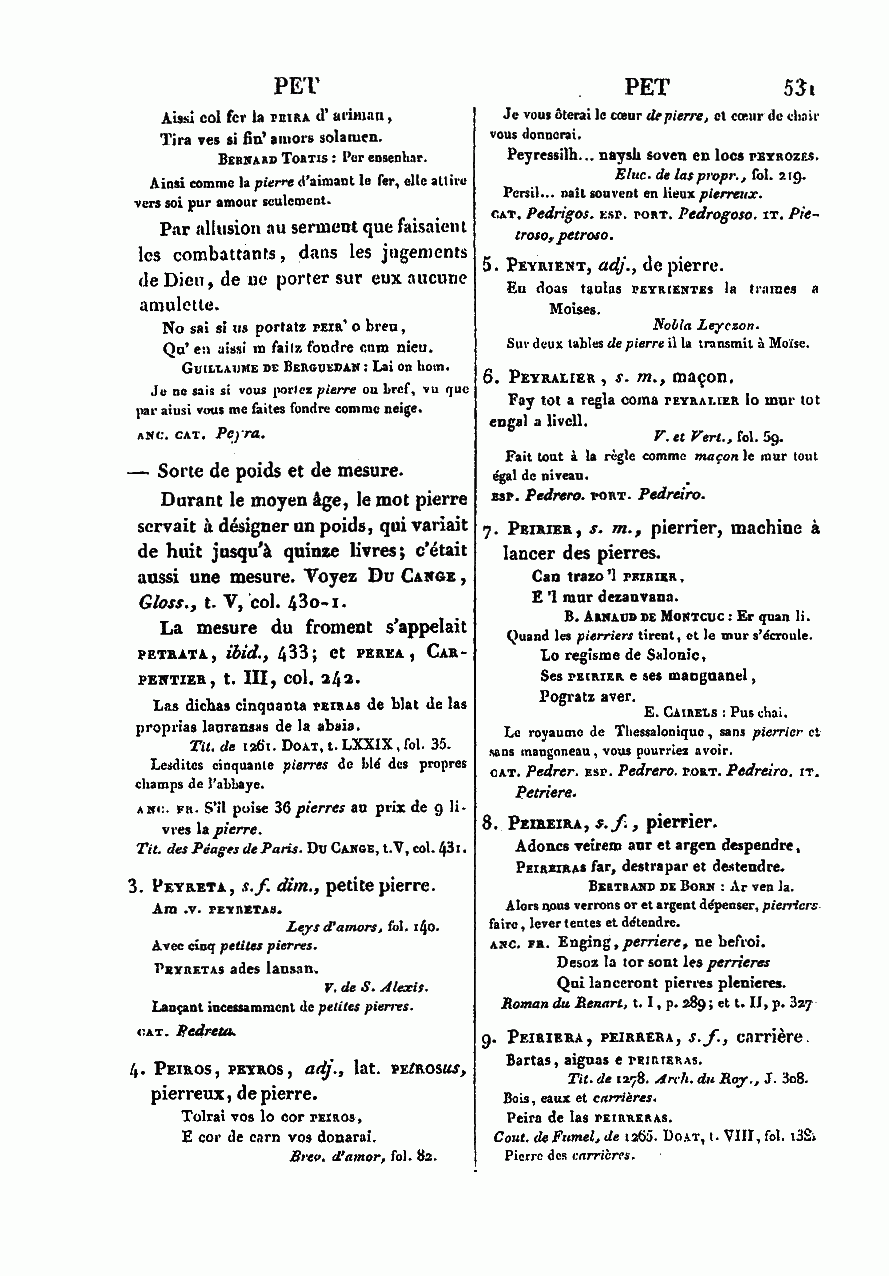 PET
Aissi col fer la PEIRA d' ariman,
Tira ves si fin' amors solamen.
BERNARD TORTIS : Per ensenhar.
Ainsi comme la pierre d'aimant le fer, elle attire
vers soi pur amour seulement.
Par allusion au serment que faisaient
les combattants, dans les jugements
de Dieu, de ne porter sur eux aucune
amulette.
No sai si us portatz PEIR' o breu,
Qu' en aissi m faitz fondre cum nieu.
GUILLAUME DE BERGUEDAN : Lai on hom.
Je ne sais si vous portez pierre ou bref, vu que
par ainsi vous me faites fondre comme neige.
ANC. CAT. Peyra.
— Sorte de poids et de mesure.
Durant le moyen âge, le mot pierre
servait à désigner un poids, qui variait
de huit jusqu'à quinze livres; c'était
aussi une mesure. Voyez DU CANGE,
Gloss., t. V, col. 430-1.
La mesure du froment s'appelait
PETRATA, ibid., 433; et PEREA, CAR-
PENTIER, t. III, col. 242.
Las dichas cinquanta PEIRAS de blat de las
proprias lauransas de la abaia.
Tit. de 1261. DOAT, t. LXXIX, fol. 35.
Lesdites cinquante pierres de blé des propres
champs de l'abbaye.
ANC. FR. S'il poise 36 pierres au prix de 9 li-
vres la pierre.
Tit. des Péages de Paris. DU CANGE, t. V, col. 431.
3. PEYRETA, s. f. dim., petite pierre.
Am .v. PEYRETAS.
Leys d'amors, fol. 140.
Avec cinq petites pierres.
PEYRETAS ades lansan.
V. de S. Alexis.
Lançant incessamment de petites pierres.
CAT. Pedreta.
4. PEIROS, PEYROS, adj., lat. PETROSUS,
pierreux, de pierre.
Tolrai vos lo cor PEIROS,
E cor de carn vos donarai.
Brev. d'amor, fol. 82.
PET 531
Je vous ôterai le cœur de pierre, et cœur de chair
vous donnerai.
Peyressilh... naysh soven en locs PEYROZES.
Eluc. de las propr., fol. 219.
Persil... naît souvent en lieux pierreux.
CAT. Pedrigos. ESP. PORT. Pedrogoso. IT. Pie-
troso, petroso.
5. PEYRIENT, adj., de pierre.
En doas taulas PEYRIENTES la trames a
Moises.
Nobla Leyczon.
Sur deux tables de pierre il la transmit à Moïse.
6. PEYRALIER, s. m., maçon.
Fay tot a regla coma PEYRALIER lo mur tot
engal a livell.
V. et Vert., fol. 59.
Fait tout à la règle comme maçon le mur tout
égal de niveau.
ESP. Pedrero. PORT. Pedreiro.
7. PEIRIER, s. m., pierrier, machine à
lancer des pierres.
Can trazo'l PEIRIER,
E 'l mur dezanvana.
B. ARNAUD DE MONTCUC : Er quan li.
Quand les pierriers tirent, et le mur s'écroule.
Lo regisme de Salonic,
Ses PEIRIER e ses manguanel,
Pogratz aver.
E. CAIRELS : Pus chai.
Le royaume de Thessalonique, sans pierrier et
sans mangoneau, vous pourriez avoir.
CAT. Pedrer. ESP. Pedrero. PORT. Pedreiro. IT.
Petriere.
8. PEIREIRA, s. f., pierrier.
Adoncs veirem aur et argen despendre,
PEIREIRAS far, destrapar et destendre.
BERTRAND DE BORN : Ar ven la.
Alors nous verrons or et argent dépenser, pierriers
faire, lever tentes et détendre.
ANC. FR. Enging, perriere, ne befroi.
Desoz la tor sont les perrieres
Qui lanceront pierres plenieres.
Roman du Renart, t. I, p. 289; et t. II, p. 327
9. PEIRIERA, PEIRRERA, s. f., carrière.
Bartas, aiguas e PEIRIERAS.
Tit. de 1278. Arch. du Roy., J. 308.
Bois, eaux et carrières.
Peira de las PEIRRERAS.
Cout. de Fumel, de 1265. DOAT, t. VIII, fol.
Pierre des carrières.